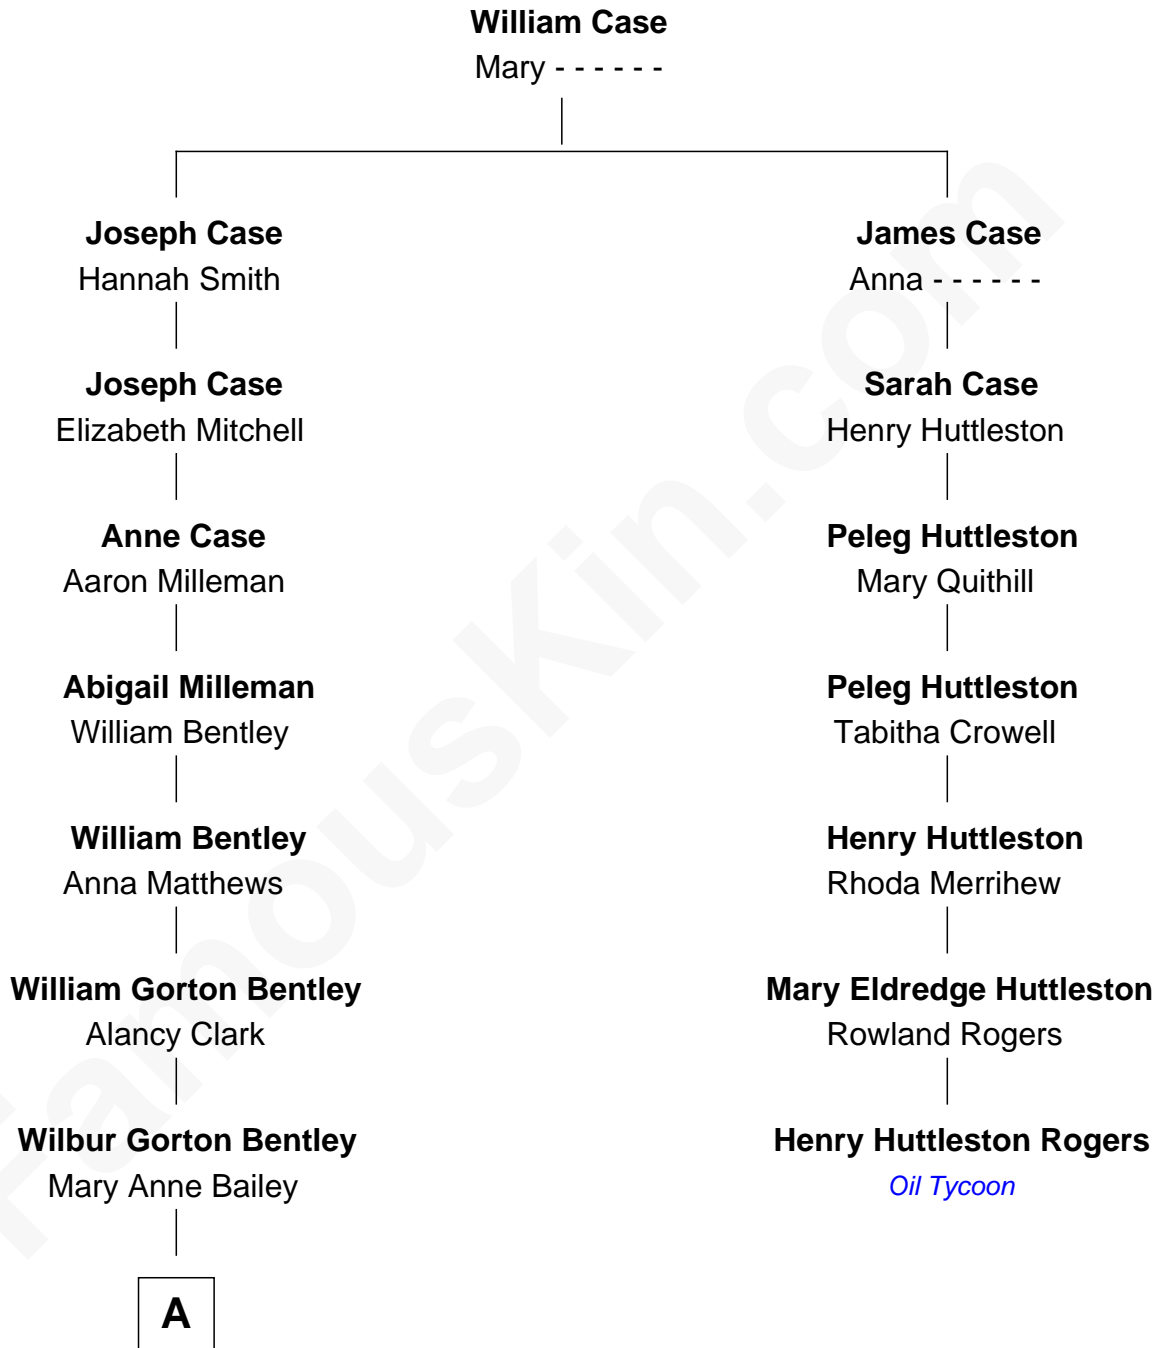 William Case
Mary - - - - - -
Joseph Case
Hannah Smith
James Case
Anna - - - - - -
Joseph Case
Elizabeth Mitchell
Sarah Case
Henry Huttleston
Anne Case
Aaron Milleman
Peleg Huttleston
Mary Quithill
Abigail Milleman
William Bentley
Peleg Huttleston
Tabitha Crowell
William Bentley
Anna Matthews
Henry Huttleston
Rhoda Merrihew
William Gorton Bentley
Alancy Clark
Mary Eldredge Huttleston
Rowland Rogers
Wilbur Gorton Bentley
Mary Anne Bailey
Henry Huttleston Rogers
Oil Tycoon
A
FamousKin.com